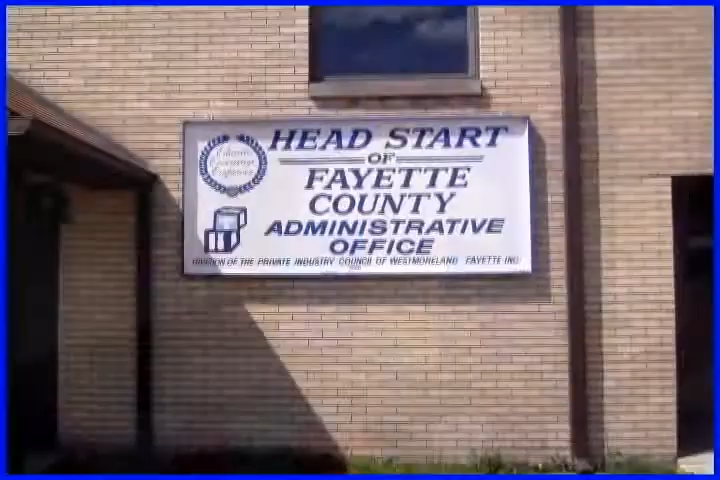 HEAD START
OF
FAYETTE
COUNTY
ADMINISTRATIVE
OFFICE
DIVISION OF THE PRIVATE INDUSTRY COUNCIL OF WESTMORELAND FAYETTE INC